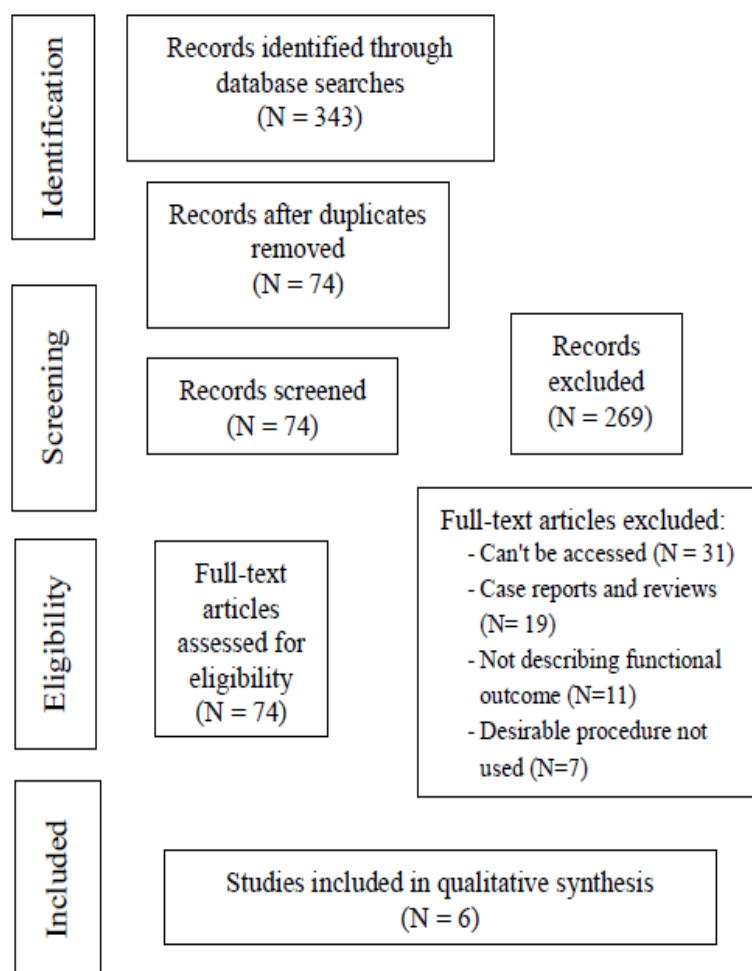 Identification
Records identified through
database searches
(N = 343)
Records after duplicates
removed
(N = 74)
Screening
Records screened
(N = 74)
Records
excluded
(N = 269)
Eligibility
Full-text
articles
assessed for
eligibility
(N = 74)
Full-text articles excluded:
- Can't be accessed (N = 31)
- Case reports and reviews
(N= 19)
- Not describing functional
outcome (N=11)
- Desirable procedure not
used (N=7)
Included
Studies included in qualitative synthesis
(N = 6)